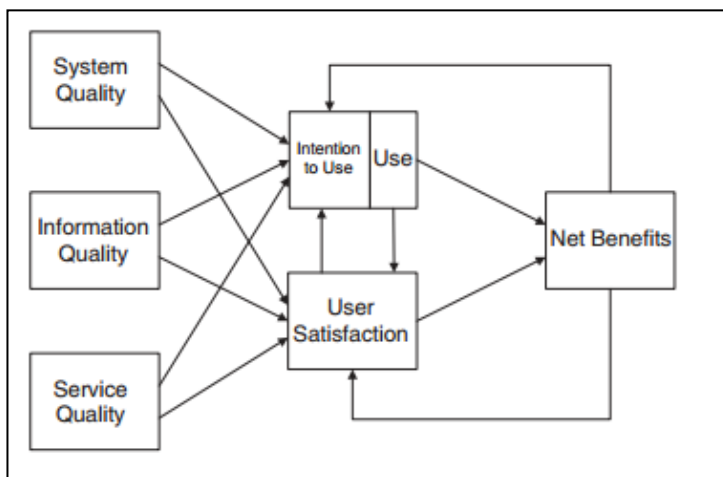 System
Quality
Intention
to Use
Use
Information
Quality
Net Benefits
User
Satisfaction
Service
Quality